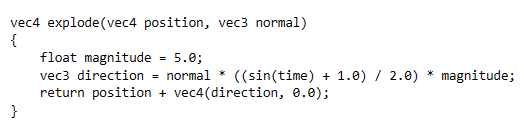 vec4 explode(vec4 position, vec3 normal)
{
    float magnitude = 5.0;
    vec3 direction = normal * ((sin(time) + 1.0) / 2.0) * magnitude;
    return position + vec4(direction, 0.0);
}